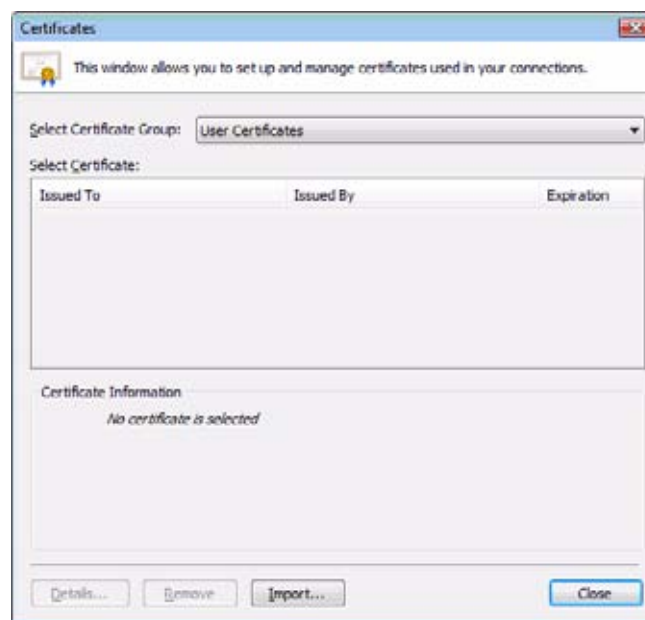 Certificates
This window allows you to set up and manage certificates used in your connections.
Select Certificate Group: User Certificates
Select Certificate:
Issued To Issued By Expiration
Certificate Information
No certificate is selected
Details... Remove Import... Close